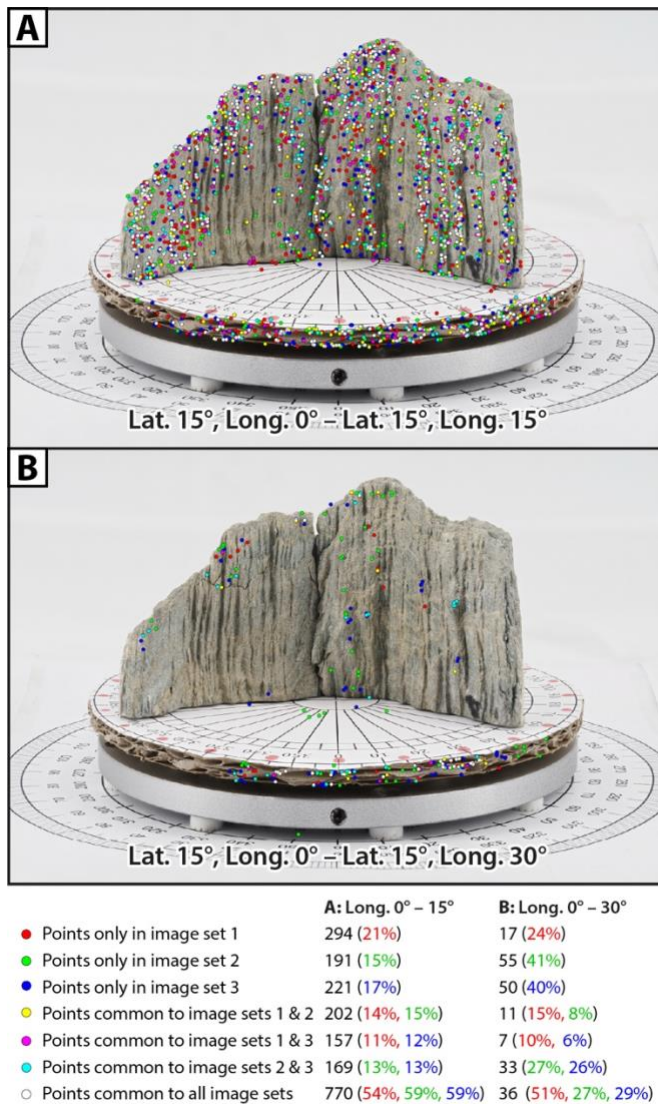 A
Lat. 15°, Long. 0° – Lat. 15°, Long. 15°
B
Lat. 15°, Long. 0° – Lat. 15°, Long. 30°
A: Long. 0° – 15° B: Long. 0° – 30°
Points only in image set 1 294 (21%) 17 (24%)
Points only in image set 2 191 (15%) 55 (41%)
Points only in image set 3 221 (17%) 50 (40%)
Points common to image sets 1 & 2 202 (14%, 15%) 11 (15%, 8%)
Points common to image sets 1 & 3 157 (11%, 12%) 7 (10%, 6%)
Points common to image sets 2 & 3 169 (13%, 13%) 33 (27%, 26%)
Points common to all image sets 770 (54%, 59%, 59%) 36 (51%, 27%, 29%)